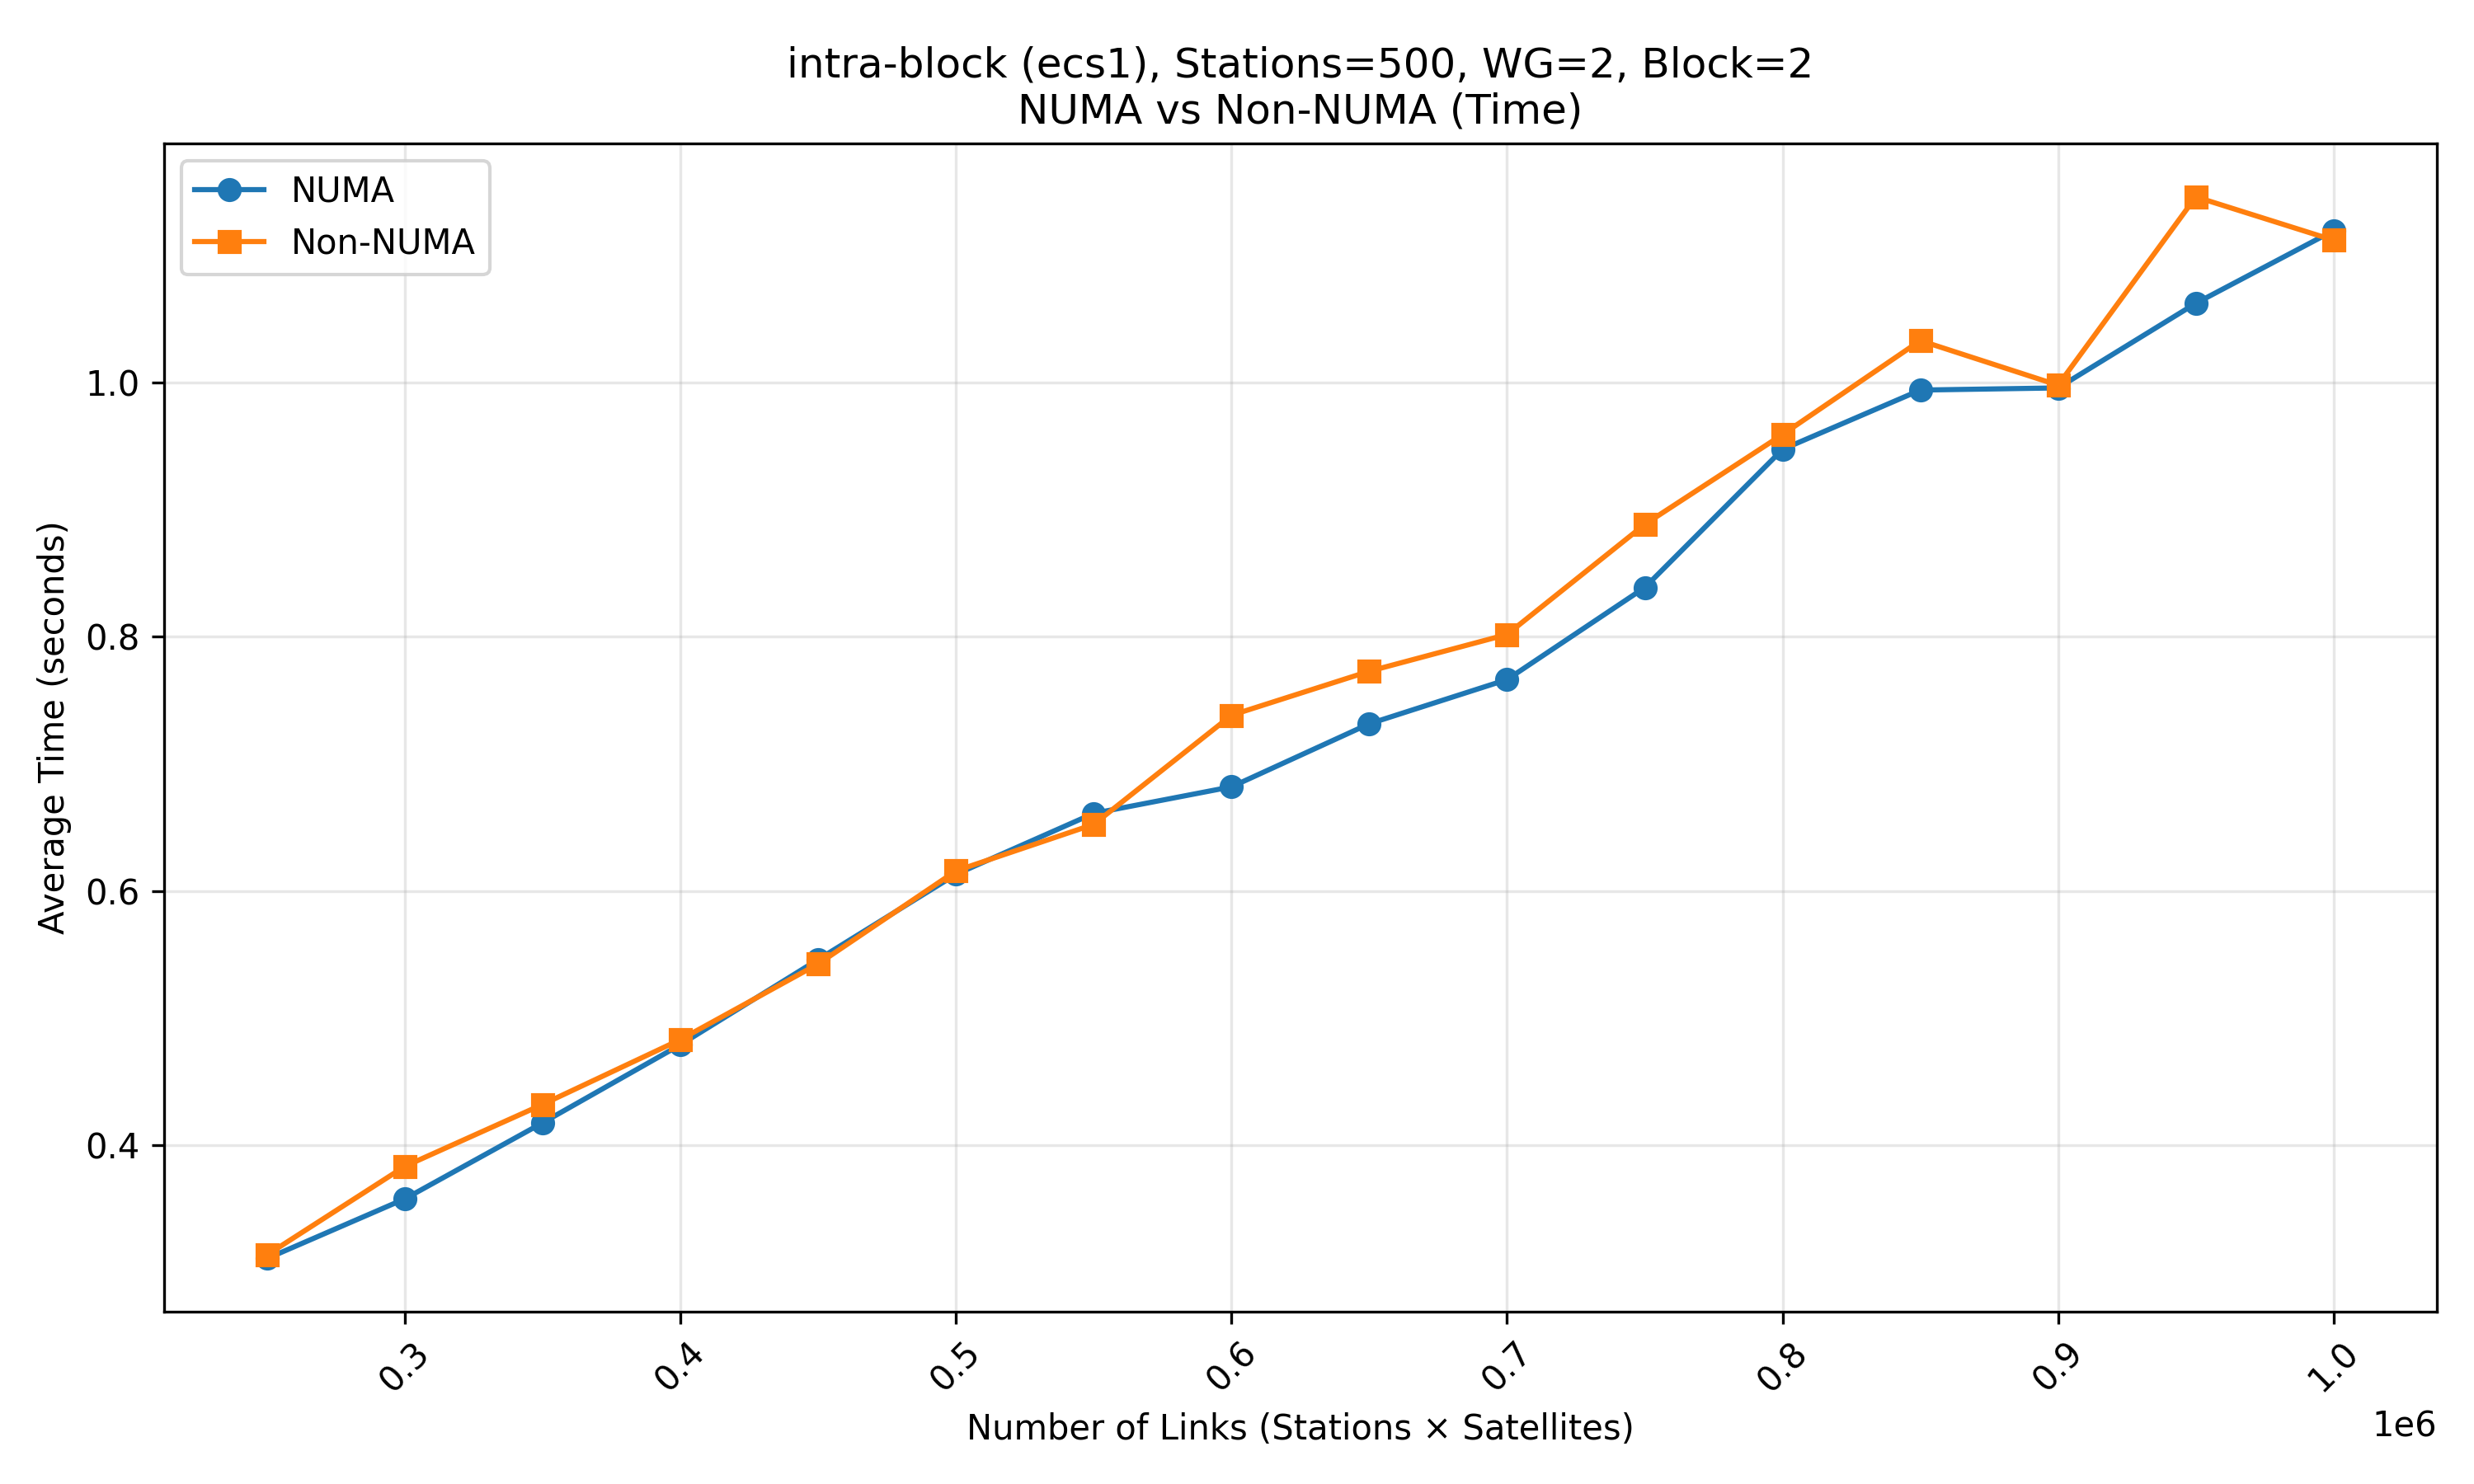 intra-block (ecs1), Stations=500, WG=2, Block=2
NUMA vs Non-NUMA (Time)
NUMA
Non-NUMA
Average Time (seconds)
1.0
0.8
0.6
0.4
0.3
0.4
0.5
0.6
0.7
0.8
0.9
1.0
1e6
Number of Links (Stations × Satellites)